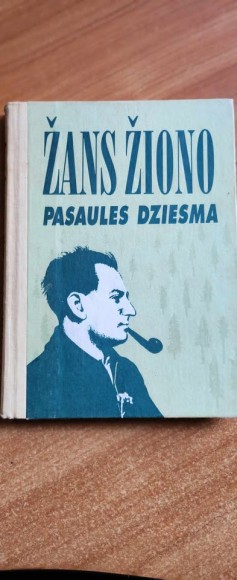 ŽANS ŽIONO
PASAULES DZIESMA